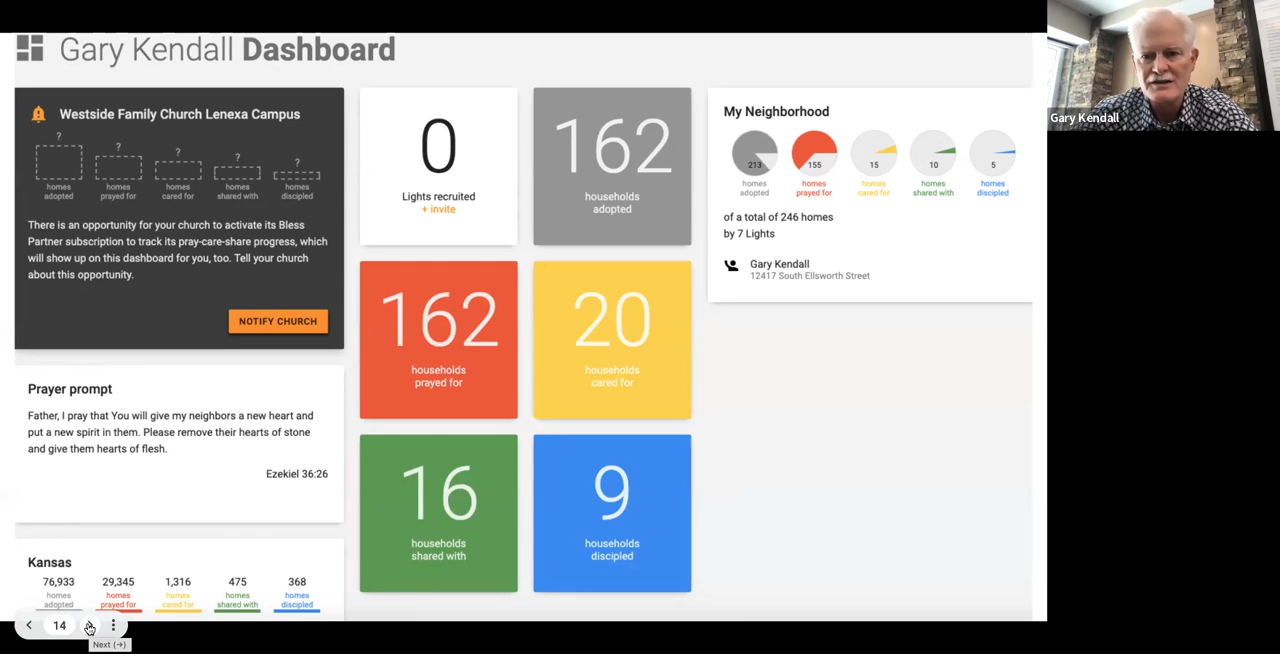 Gary Kendall Dashboard
Westside Family Church Lenexa Campus
? ? ? ? ?
homes adopted
homes prayed for
homes cared for
homes shared with
homes discipled
There is an opportunity for your church to activate its Bless
Partner subscription to track its pray-care-share progress, which
will show up on this dashboard for you, too. Tell your church
about this opportunity.
NOTIFY CHURCH
Prayer prompt
Father, I pray that You will give my neighbors a new heart and
put a new spirit in them. Please remove their hearts of stone
and give them hearts of flesh.
Ezekiel 36:26
Kansas
76,933
homes
adopted
29,345
homes
prayed for
1,316
homes
cared for
475
homes
shared with
368
homes
discipled
0
Lights recruited
+ invite
162
households
adopted
162
households
prayed for
20
households
cared for
16
households
shared with
9
households
discipled
My Neighborhood
213
homes
adopted
155
homes
prayed for
15
homes
cared for
10
homes
shared with
5
homes
discipled
of a total of 246 homes
by 7 Lights
Gary Kendall
12417 South Ellsworth Street
Gary Kendall
14
Next (→)